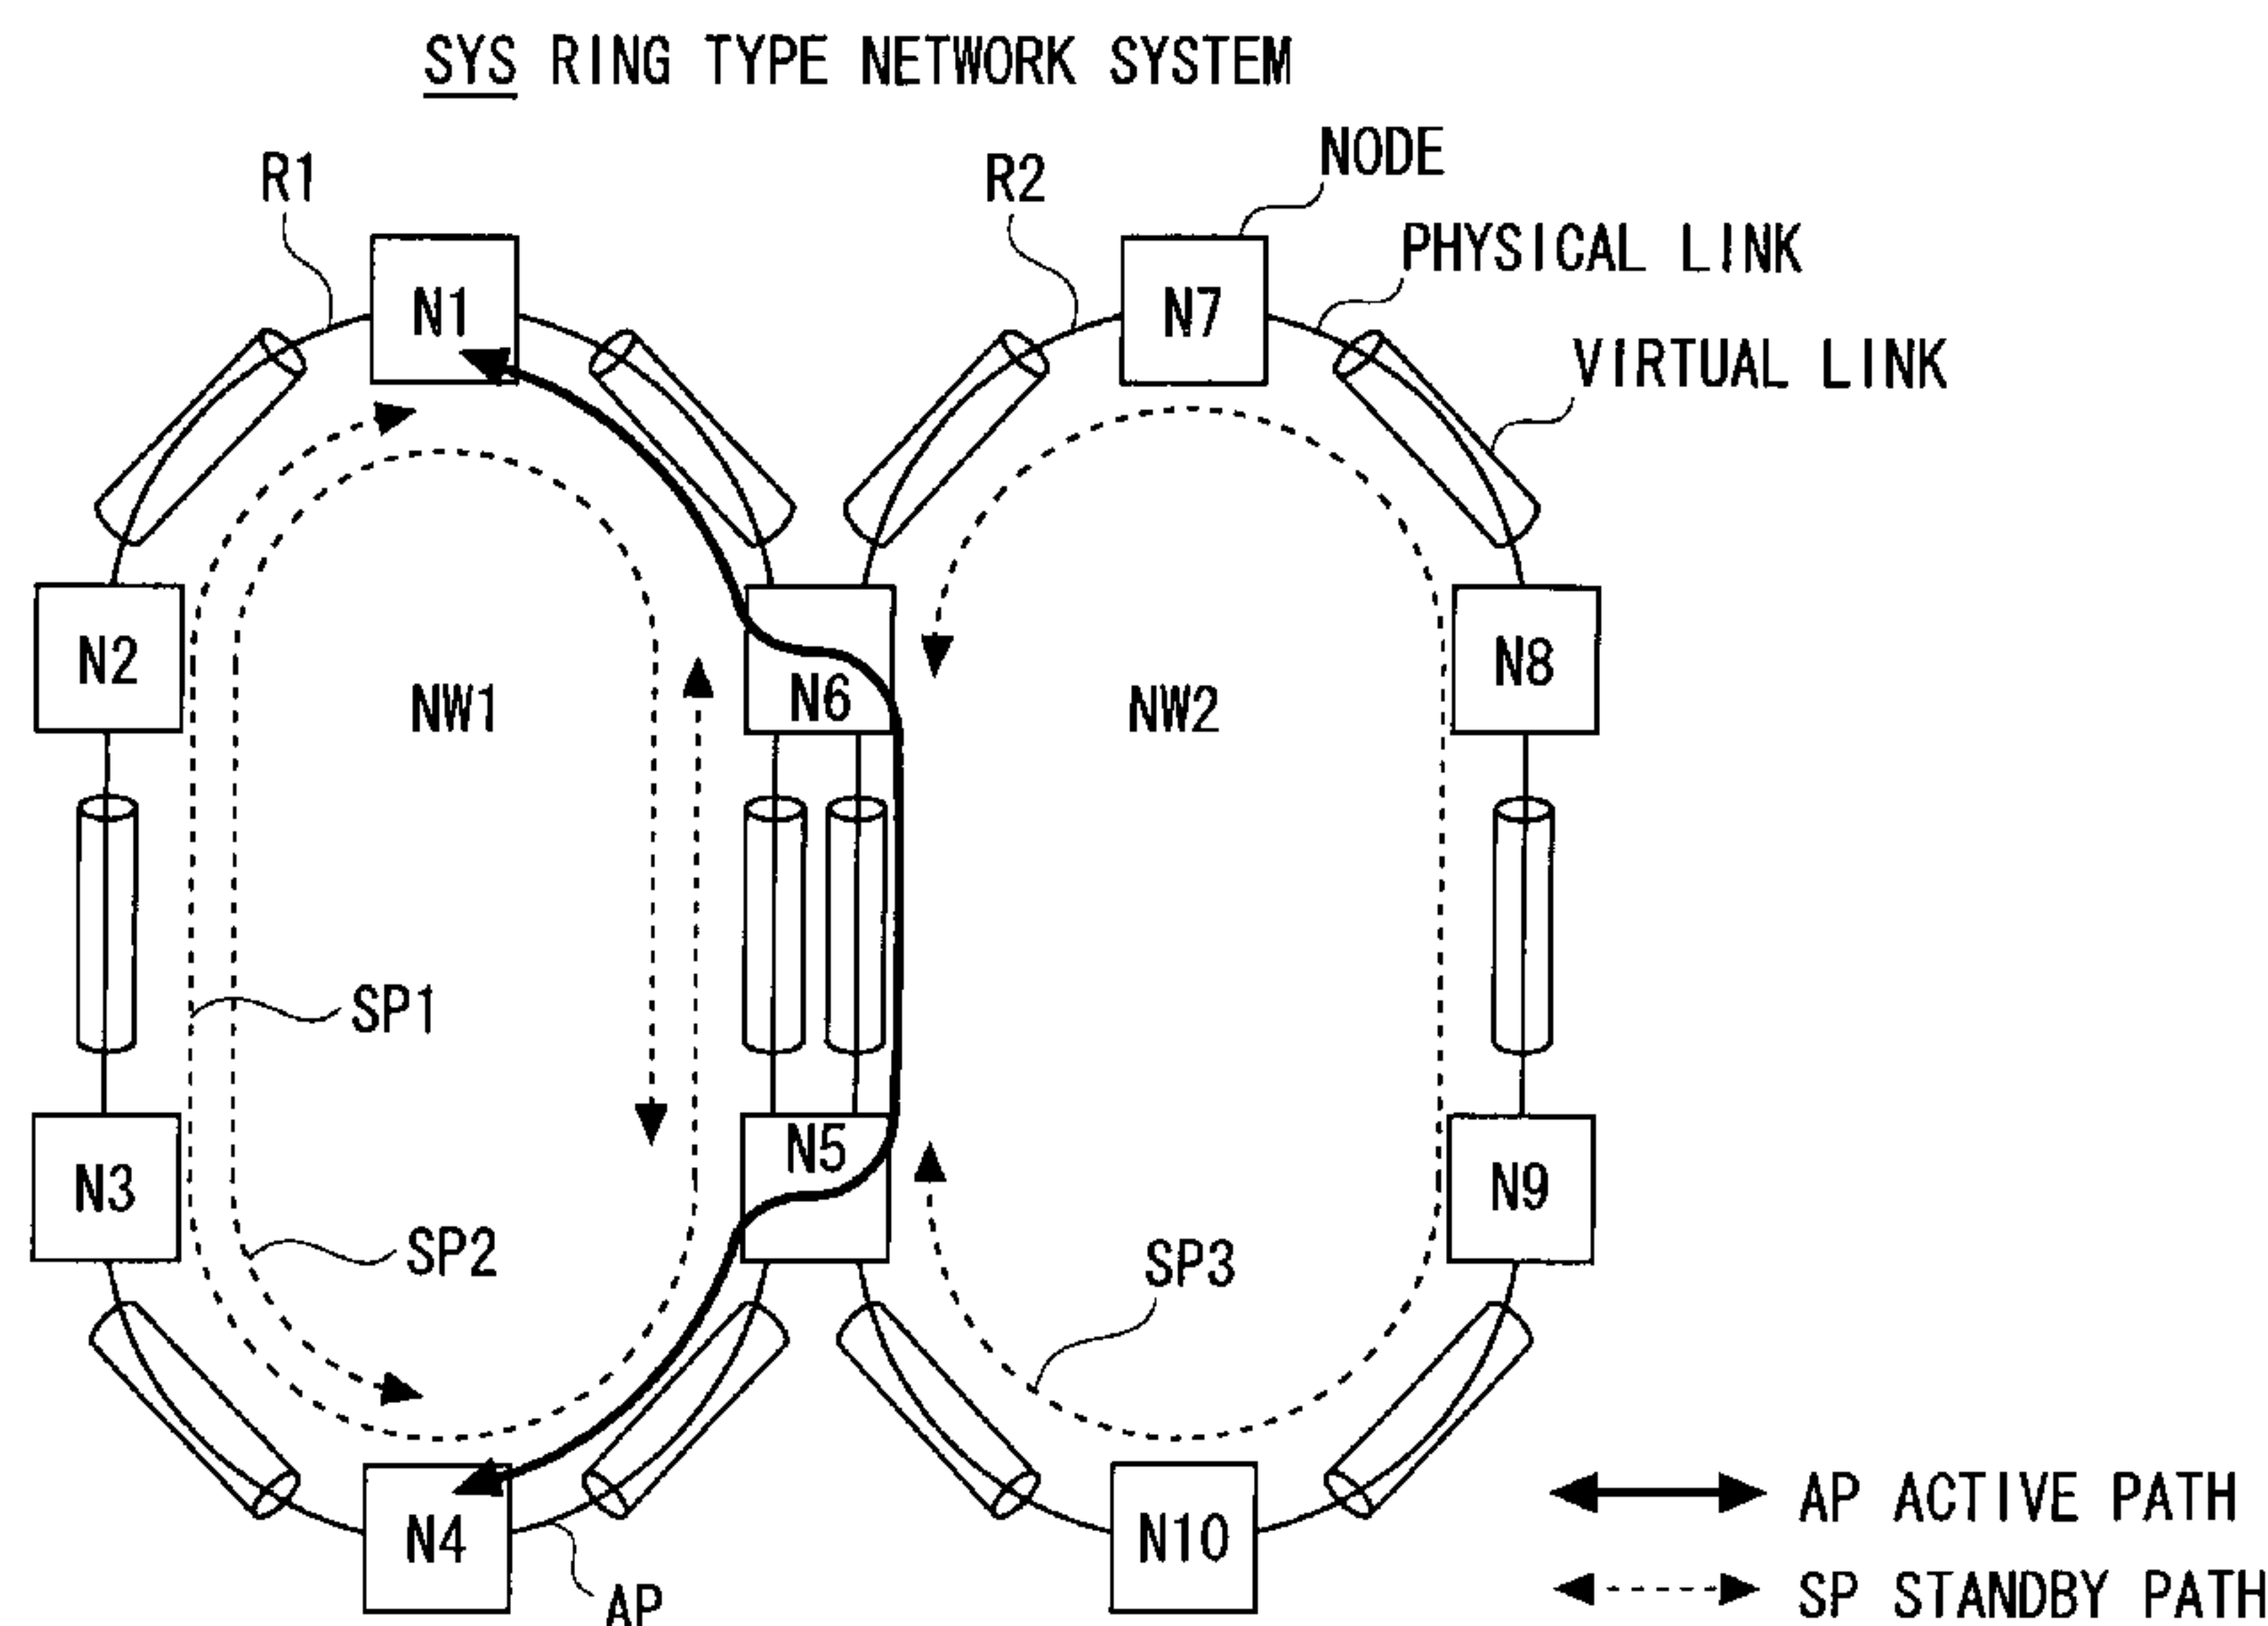 SYS RING TYPE NETWORK SYSTEM
R1
R2
NODE
PHYSICAL LINK
VIRTUAL LINK
N1
N7
N2
NW1
N6
NW2
N8
SP1
N3
N5
N9
SP2
SP3
N4
N10
AP
AP ACTIVE PATH
SP STANDBY PATH